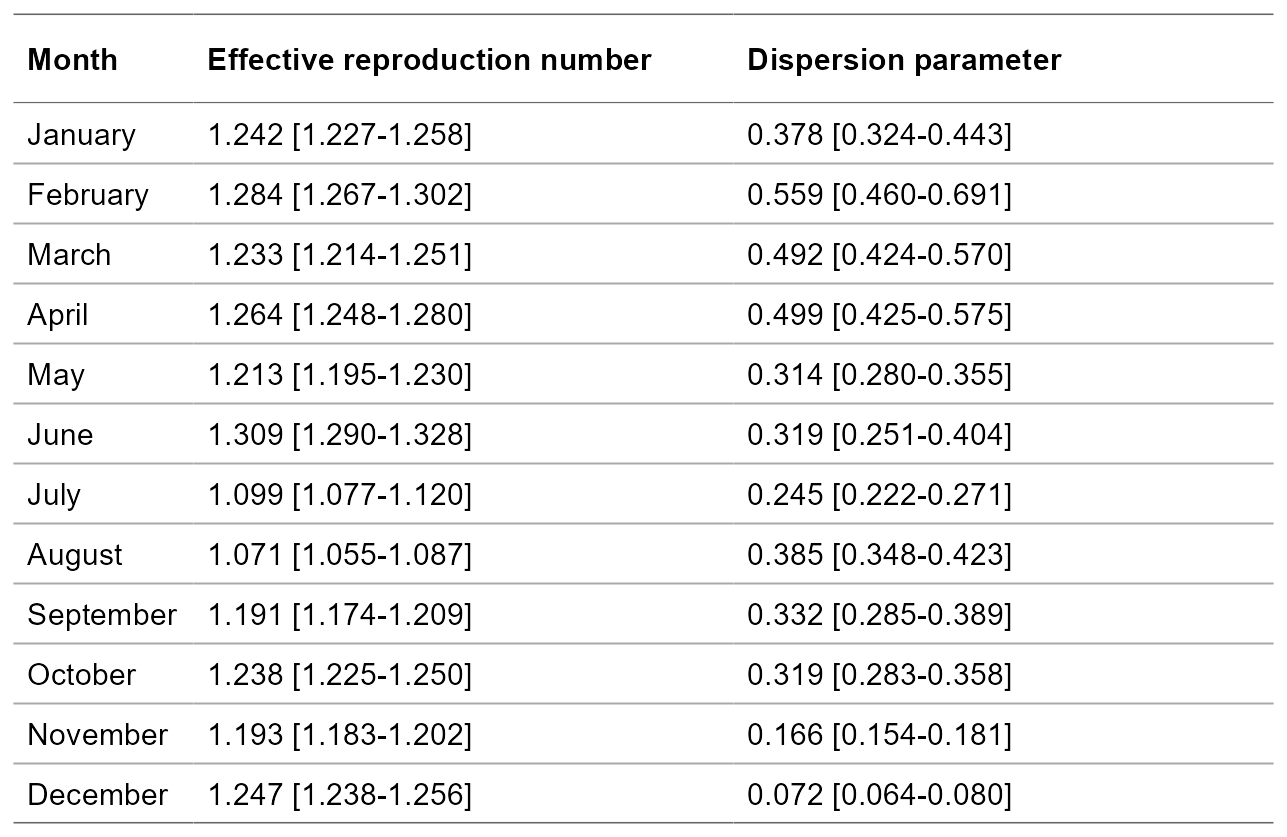 Month Effective reproduction number Dispersion parameter
January 1.242 [1.227-1.258] 0.378 [0.324-0.443]
February 1.284 [1.267-1.302] 0.559 [0.460-0.691]
March 1.233 [1.214-1.251] 0.492 [0.424-0.570]
April 1.264 [1.248-1.280] 0.499 [0.425-0.575]
May 1.213 [1.195-1.230] 0.314 [0.280-0.355]
June 1.309 [1.290-1.328] 0.319 [0.251-0.404]
July 1.099 [1.077-1.120] 0.245 [0.222-0.271]
August 1.071 [1.055-1.087] 0.385 [0.348-0.423]
September 1.191 [1.174-1.209] 0.332 [0.285-0.389]
October 1.238 [1.225-1.250] 0.319 [0.283-0.358]
November 1.193 [1.183-1.202] 0.166 [0.154-0.181]
December 1.247 [1.238-1.256] 0.072 [0.064-0.080]